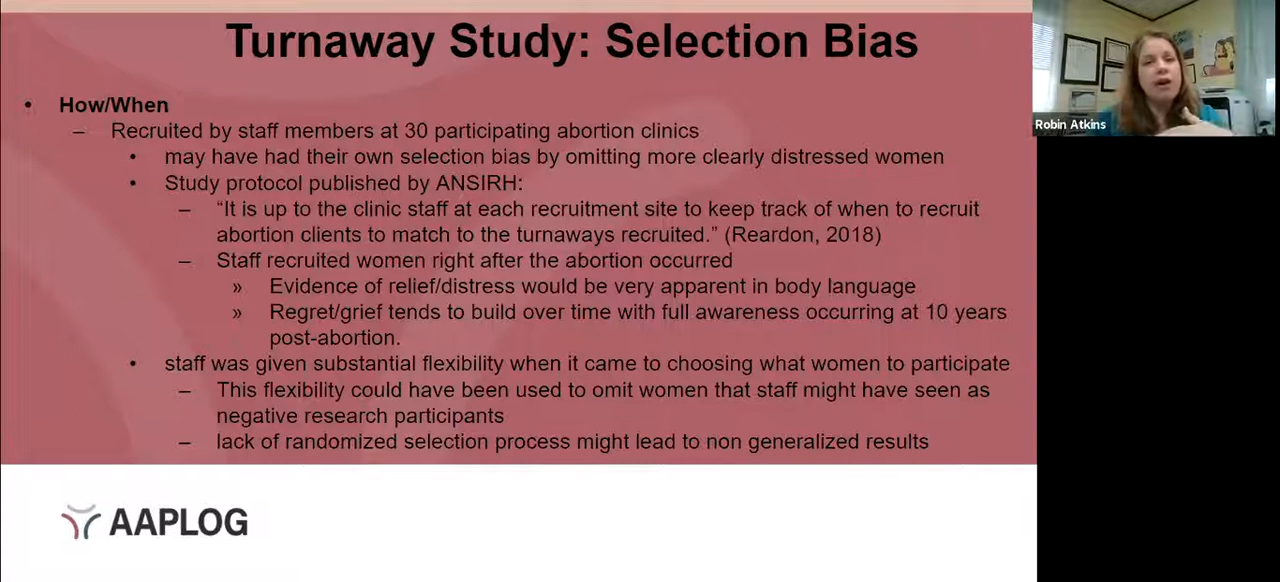 Turnaway Study: Selection Bias
• How/When
– Recruited by staff members at 30 participating abortion clinics
• may have had their own selection bias by omitting more clearly distressed women
• Study protocol published by ANSIRH:
– “It is up to the clinic staff at each recruitment site to keep track of when to recruit
abortion clients to match to the turnaways recruited.” (Reardon, 2018)
– Staff recruited women right after the abortion occurred
» Evidence of relief/distress would be very apparent in body language
» Regret/grief tends to build over time with full awareness occurring at 10 years
post-abortion.
• staff was given substantial flexibility when it came to choosing what women to participate
– This flexibility could have been used to omit women that staff might have seen as
negative research participants
– lack of randomized selection process might lead to non generalized results
AAPLOG
Robin Atkins